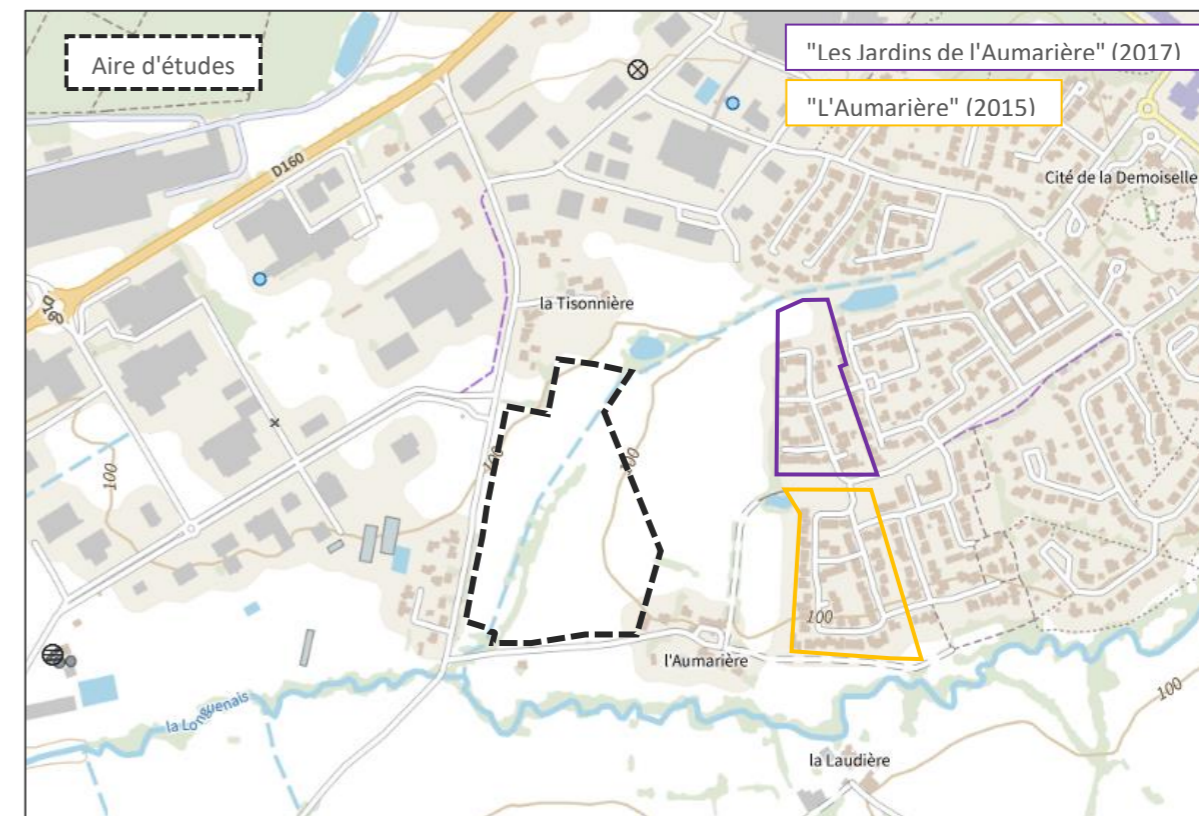 Aire d'études
"Les Jardins de l'Aumarière" (2017)
"L'Aumarière" (2015)
D160
Cité de la Demoiselle
D160
la Tisonnière
100
100
100
100
l'Aumarière
100
la Longuenais
la Laudière